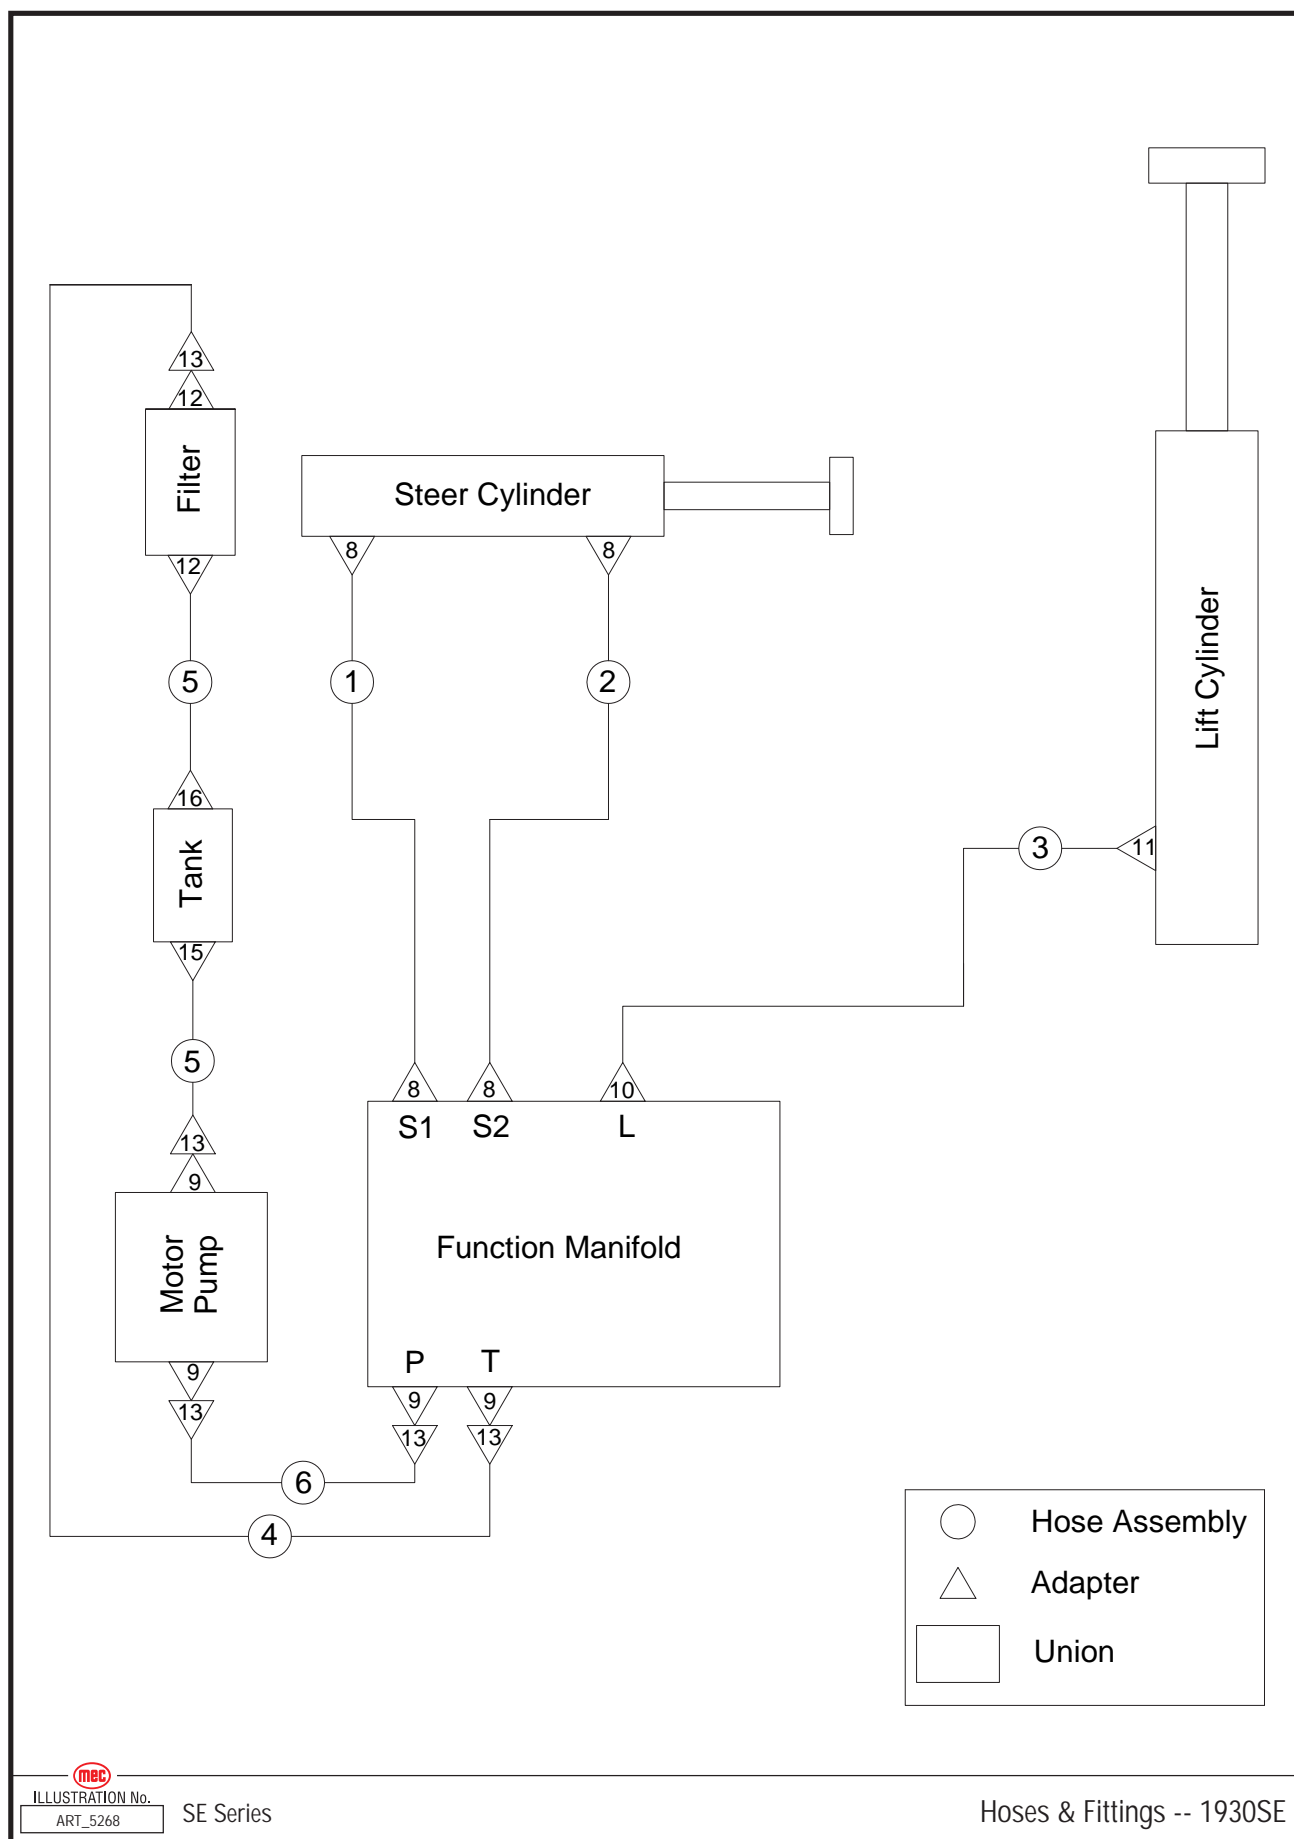 13
12
Filter
12
5
16
Tank
15
5
13
9
Motor
Pump
9
13
Steer Cylinder
8
8
1
2
Lift Cylinder
3
11
8
8
10
S1
S2
L
Function Manifold
P
T
9
9
13
13
6
4
Hose Assembly
Adapter
Union
mec
ILLUSTRATION No.
ART_5268
SE Series
Hoses & Fittings -- 1930SE